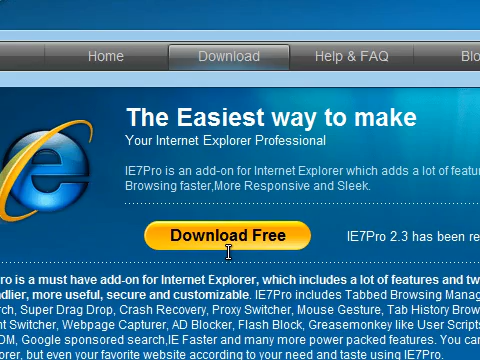 Home Download Help & FAQ Blo
The Easiest way to make
Your Internet Explorer Professional
IE7Pro is an add-on for Internet Explorer which adds a lot of featu
Browsing faster,More Responsive and Sleek.
Download Free IE7Pro 2.3 has been re
Pro is a must have add-on for Internet Explorer, which includes a lot of features and tw
ndlier, more useful, secure and customizable. IE7Pro includes Tabbed Browsing Manag
rch, Super Drag Drop, Crash Recovery, Proxy Switcher, Mouse Gesture, Tab History Brow
nt Switcher, Webpage Capturer, AD Blocker, Flash Block, Greasemonkey like User Scripts
OM, Google sponsored search,IE Faster and many more power packed features. You can
orer, but even your favorite website according to your need and taste using IE7Pro.